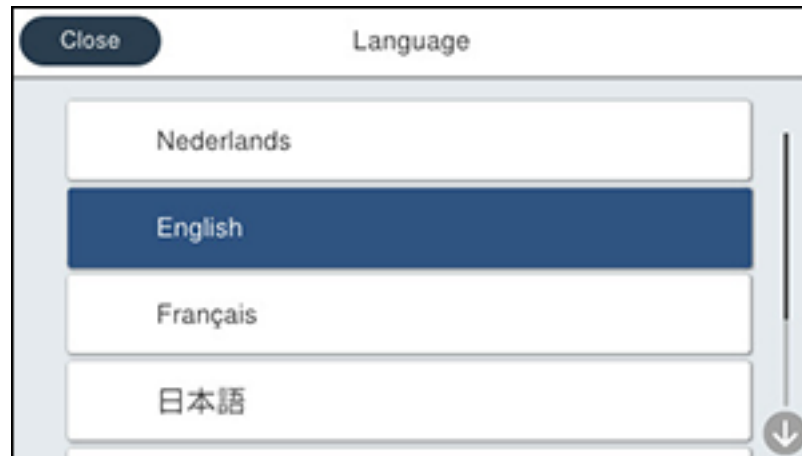 Close
Language
Nederlands
English
Français
日本語